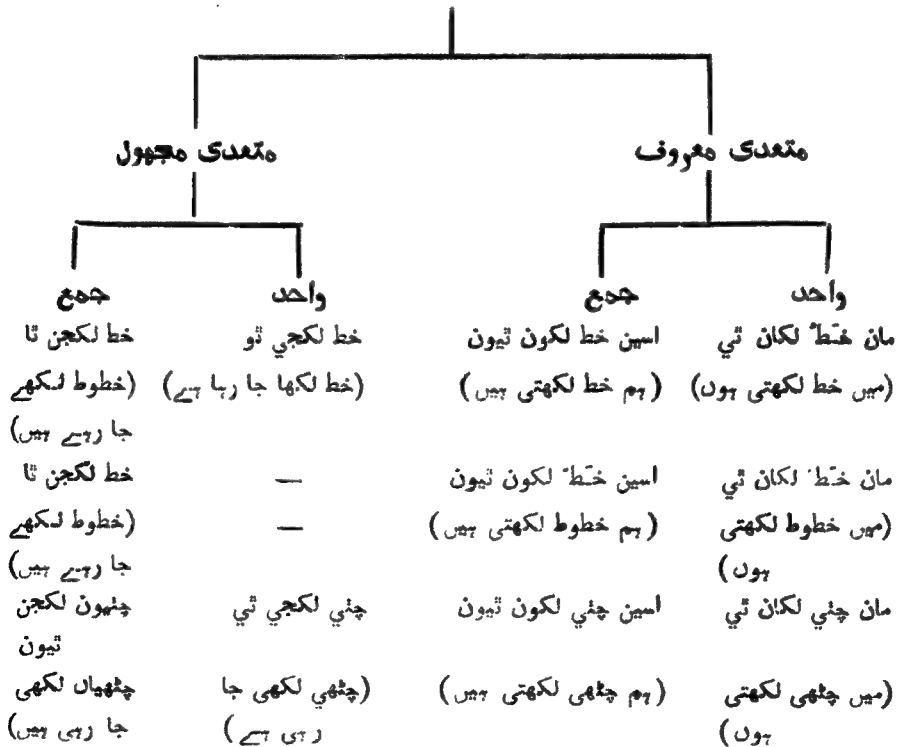 متعدی معروف متعدی مجهول
واحد جمع واحد جمع
مان خَطُ لکان ٿي اسين خط لکون ٿيون خط لکجي ٿو خط لکجن ٿا
(میں خط لکھتی ہوں) (ہم خط لکھتی ہیں) (خط لکھا جا رہا ہے) (خطوط لکھے
جا رہے ہیں)
مان خَطَ لکان ٿي اسين خَطَ لکون ٿيون — خط لکجن ٿا
(میں خطوط لکھتی (ہم خطوط لکھتی ہیں) — (خطوط لکھے
ہوں) جا رہے ہیں)
مان چٺي لکان ٿي اسين چٺي لکون ٿيون چٺي لکجي ٿي چٺيون لکجن
ٿيون
(میں چٹھی لکھتی (ہم چٹھی لکھتی ہیں) (چٹھی لکھی جا چٹھیاں لکھی
ہوں) رہی ہے) جا رہی ہیں)